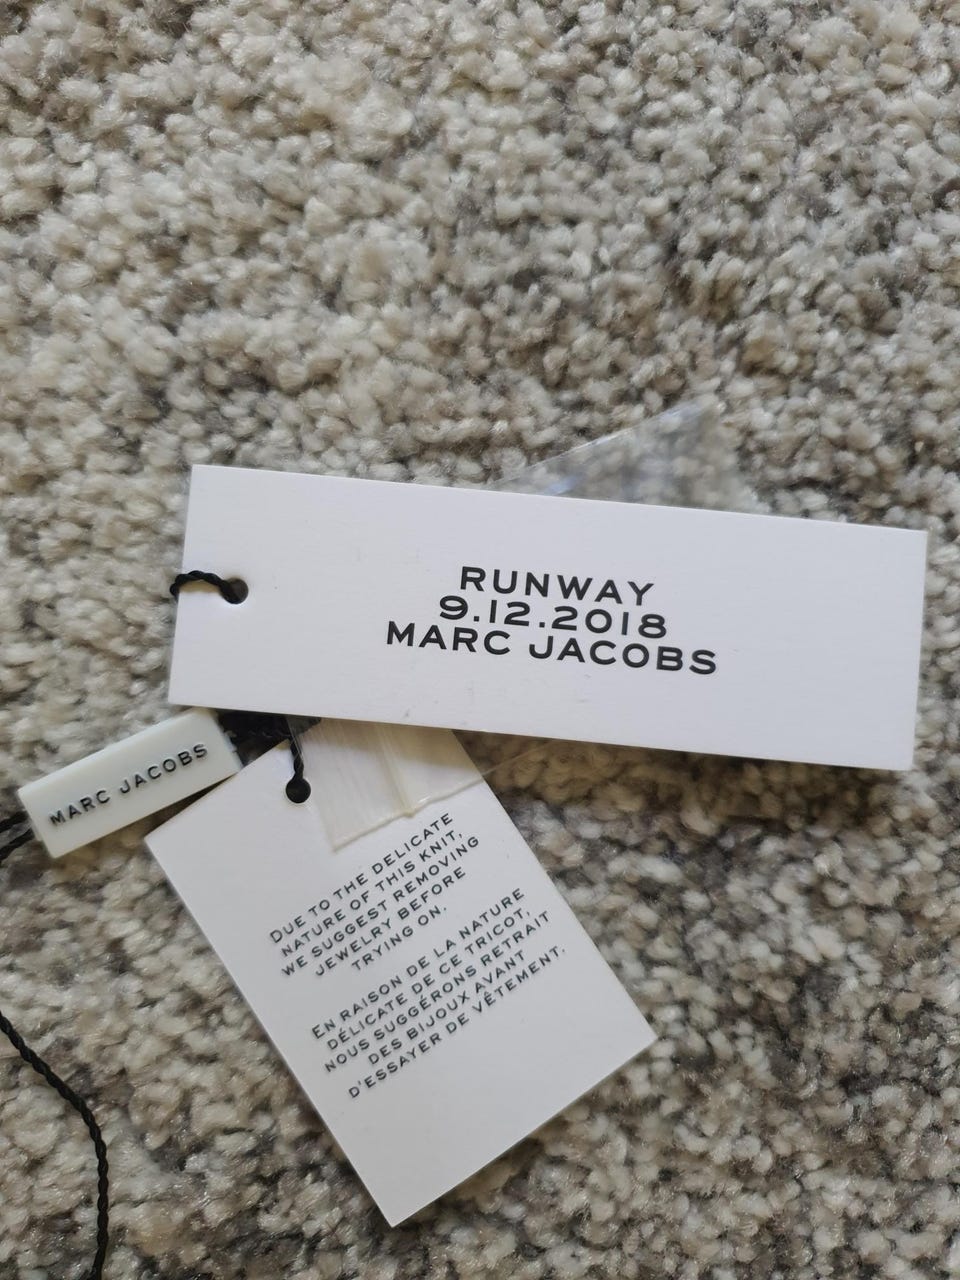 RUNWAY
9.12.2018
MARC JACOBS
MARC JACOBS
DUE TO THE DELICATE
NATURE OF THIS KNIT,
WE SUGGEST REMOVING
JEWELRY BEFORE
TRYING ON.
EN RAISON DE LA NATURE
DÉLICATE DE CE TRICOT,
NOUS SUGGÉRONS RETRAIT
DES BIJOUX AVANT
D'ESSAYER DE VÊTEMENT.